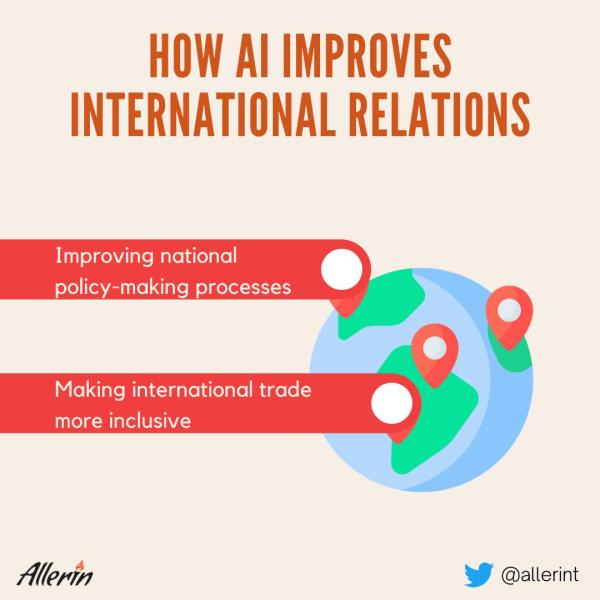 HOW AI IMPROVES
INTERNATIONAL RELATIONS
Improving national
policy-making processes
Making international trade
more inclusive
Allerin
@allerint